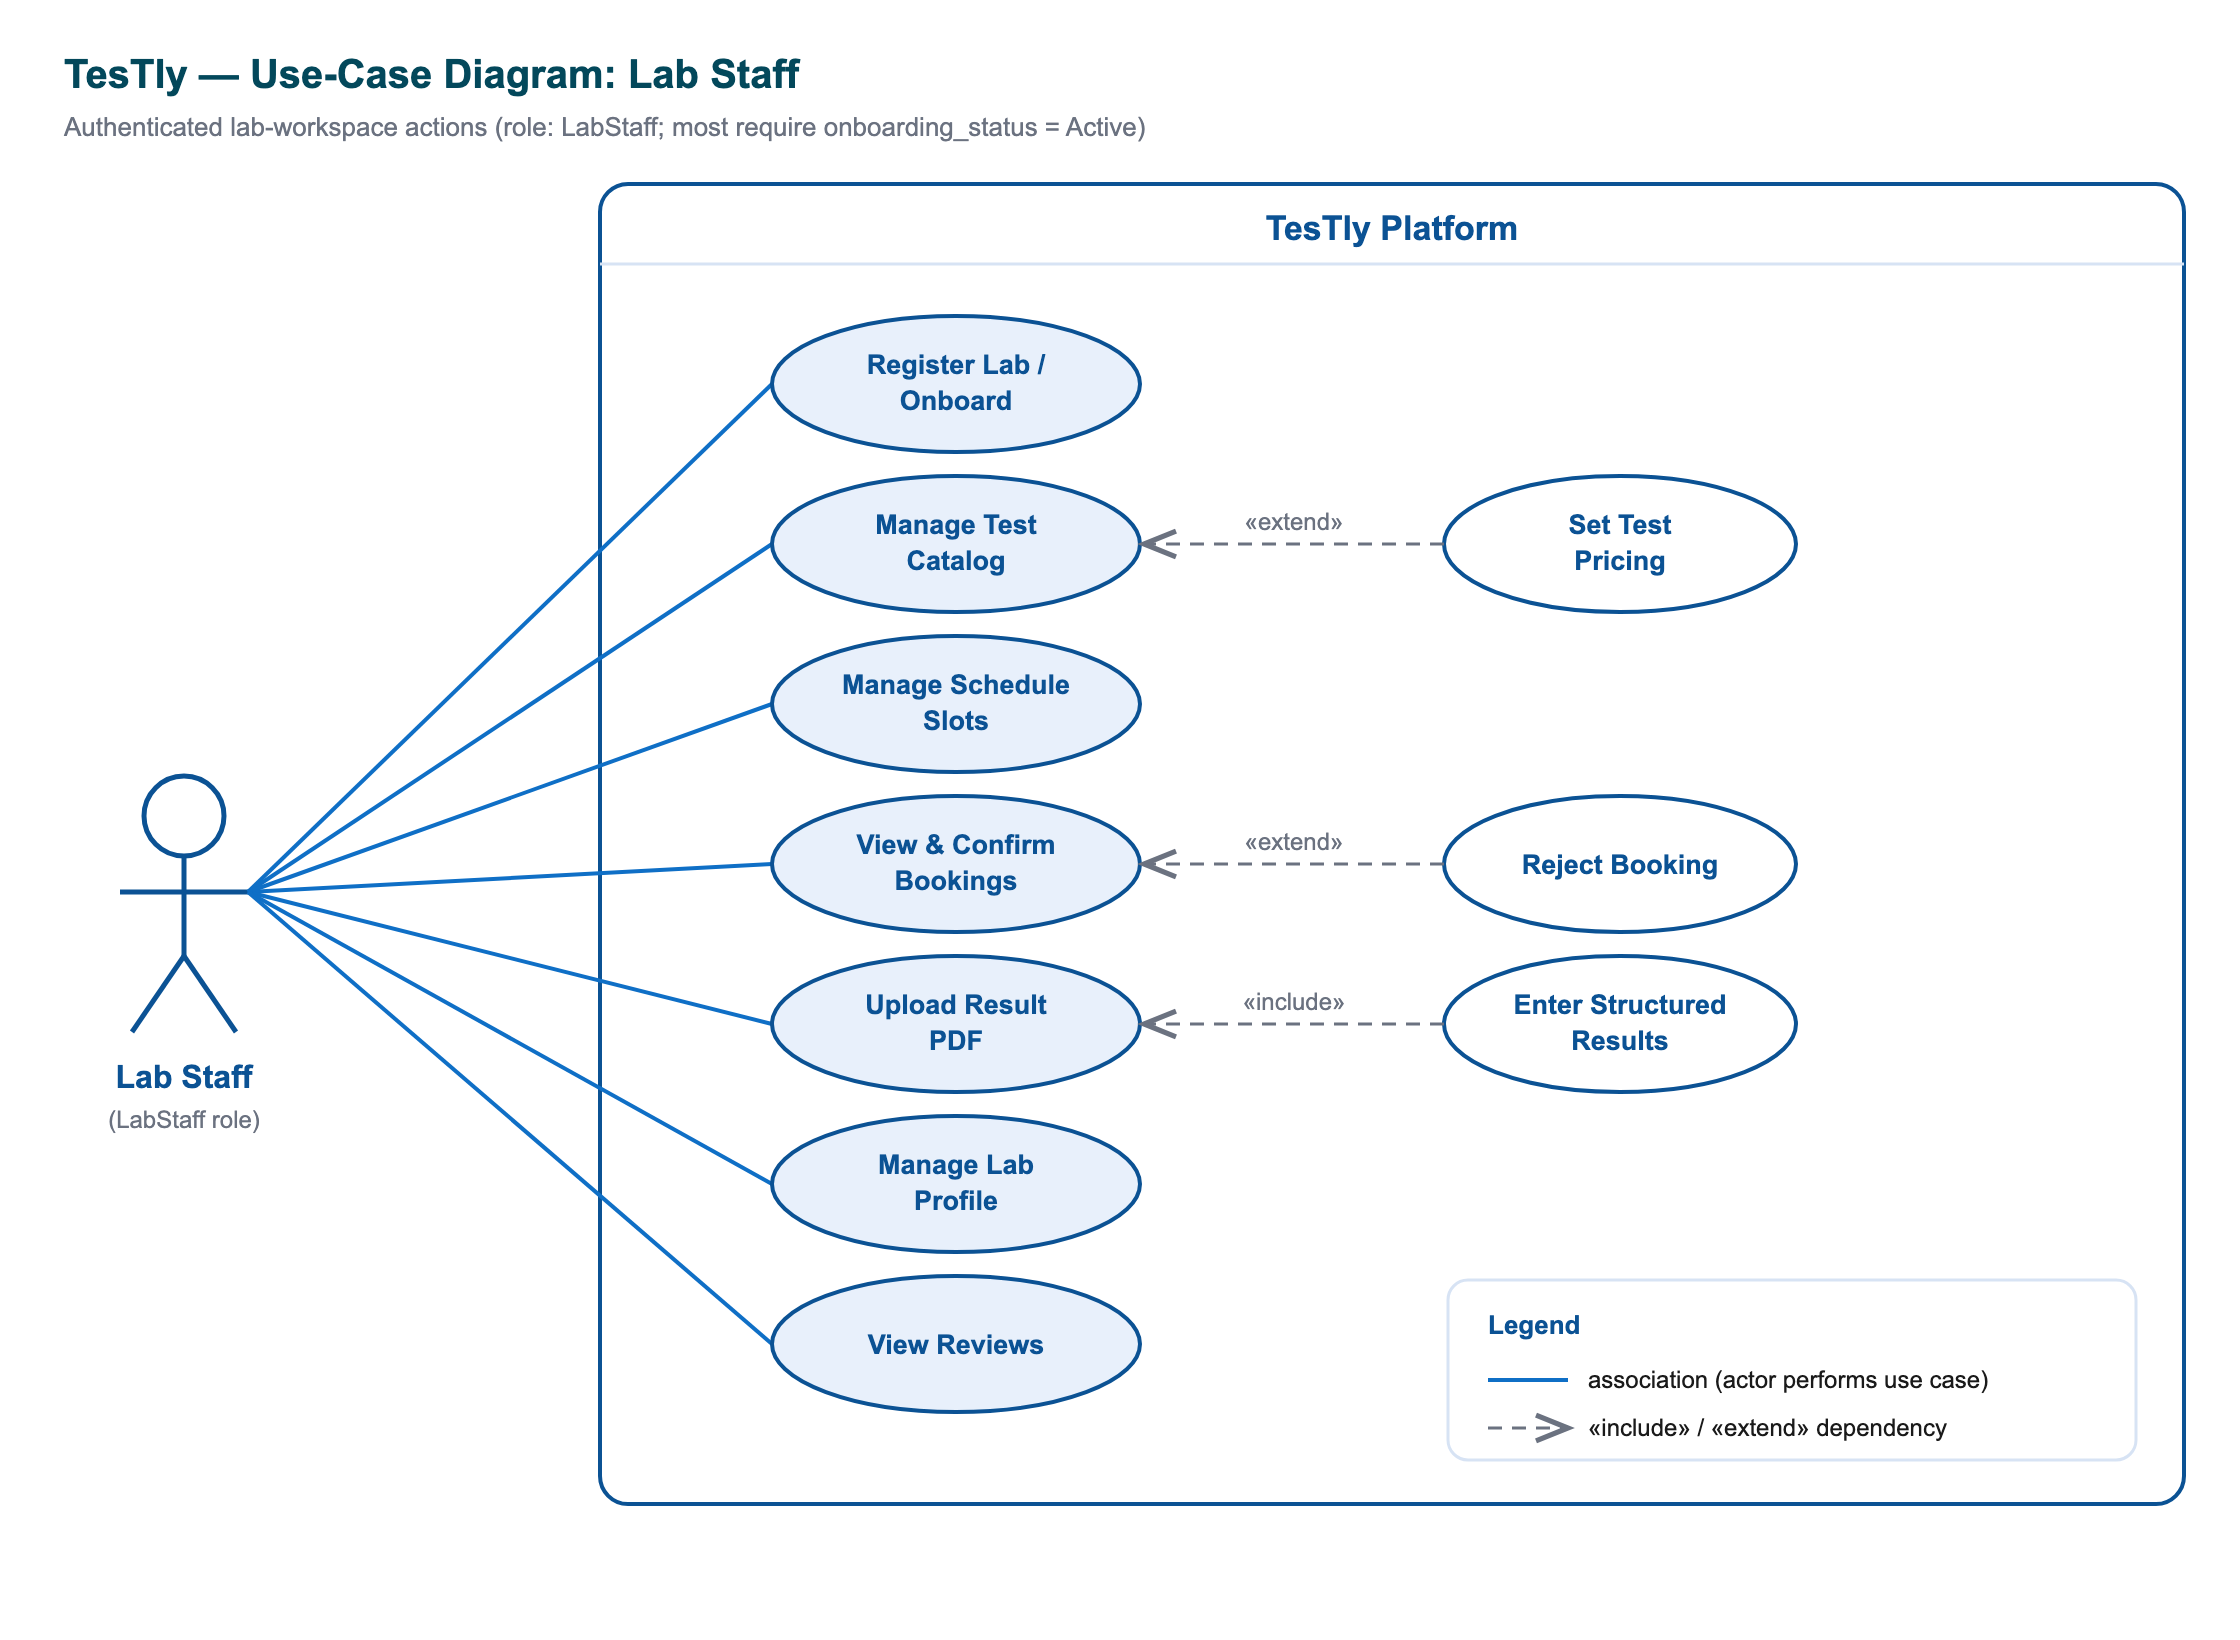 TesTly — Use-Case Diagram: Lab Staff
Authenticated lab-workspace actions (role: LabStaff; most require onboarding_status = Active)
TesTly Platform
Register Lab /
Onboard
Manage Test
Catalog
«extend»
Set Test
Pricing
Manage Schedule
Slots
View & Confirm
Bookings
«extend»
Reject Booking
Upload Result
PDF
«include»
Enter Structured
Results
Lab Staff
(LabStaff role)
Manage Lab
Profile
View Reviews
Legend
association (actor performs use case)
«include» / «extend» dependency